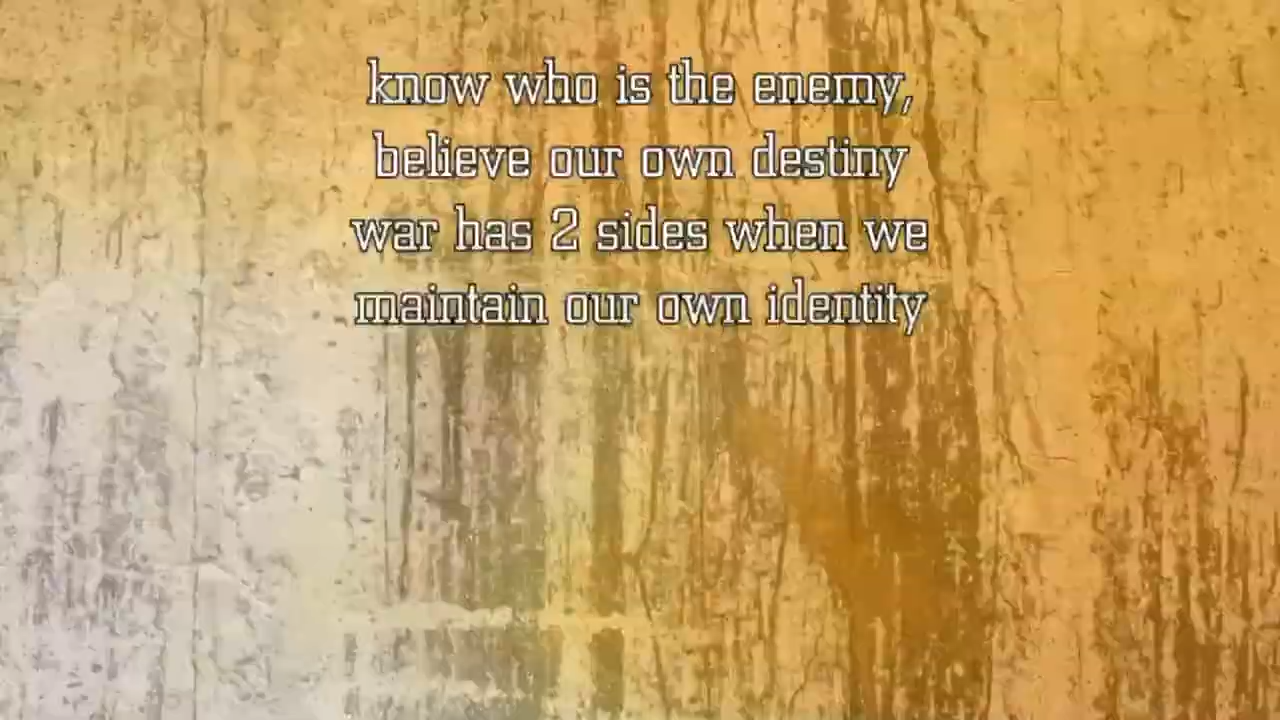 know who is the enemy,
believe our own destiny
war has 2 sides when we
maintain our own identity